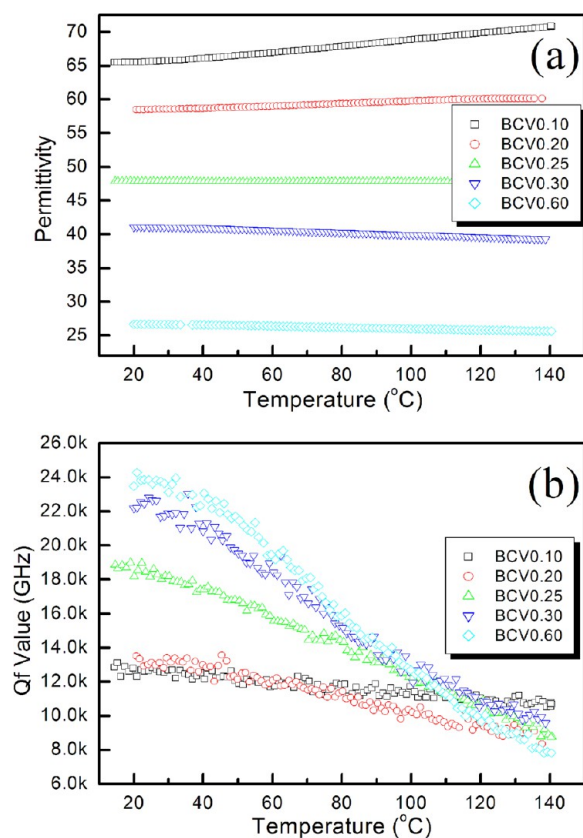 (a)
70
65
60
55
50
45
40
35
30
25
Permittivity
BCV0.10
BCV0.20
BCV0.25
BCV0.30
BCV0.60
20 40 60 80 100 120 140
Temperature (°C)
(b)
26.0k
24.0k
22.0k
20.0k
18.0k
16.0k
14.0k
12.0k
10.0k
8.0k
6.0k
Qf Value (GHz)
BCV0.10
BCV0.20
BCV0.25
BCV0.30
BCV0.60
20 40 60 80 100 120 140
Temperature (°C)